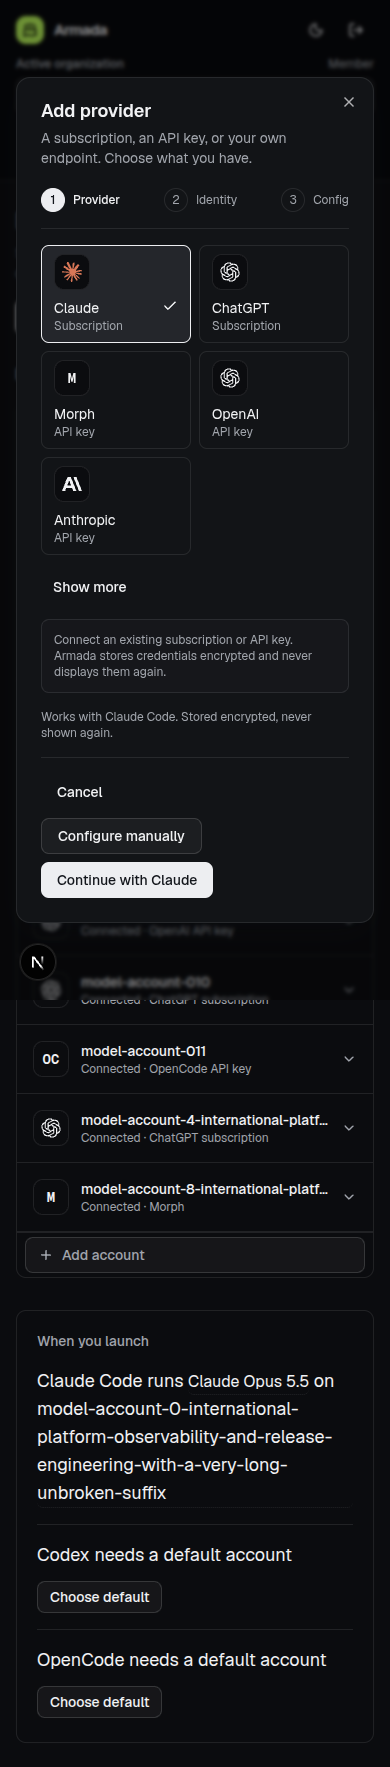 Armada
Active organization
Member
Add provider
A subscription, an API key, or your own
endpoint. Choose what you have.
1 Provider
2 Identity
3 Config
Claude
Subscription
ChatGPT
Subscription
M
Morph
API key
OpenAI
API key
Anthropic
API key
Show more
Connect an existing subscription or API key.
Armada stores credentials encrypted and never
displays them again.
Works with Claude Code. Stored encrypted, never
shown again.
Cancel
Configure manually
Continue with Claude
Connected · OpenAI API key
N
model-account-010
Connected · ChatGPT subscription
OC
model-account-011
Connected · OpenCode API key
model-account-4-international-platf...
Connected · ChatGPT subscription
M
model-account-8-international-platf...
Connected · Morph
Add account
When you launch
Claude Code runs Claude Opus 5.5 on
model-account-0-international-
platform-observability-and-release-
engineering-with-a-very-long-
unbroken-suffix
Codex needs a default account
Choose default
OpenCode needs a default account
Choose default